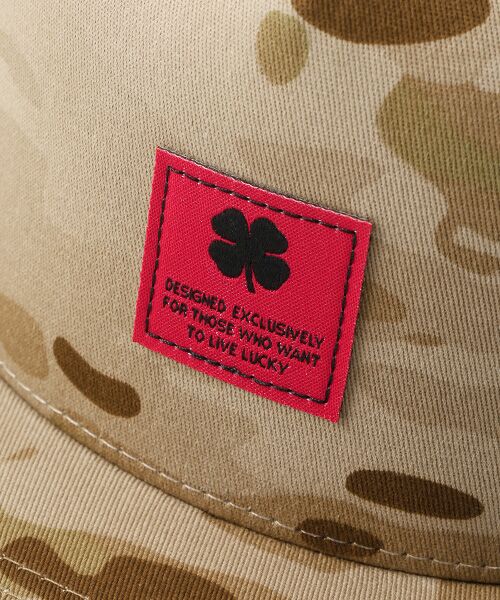 DESIGNED EXCLUSIVELY
FOR THOSE WHO WANT
TO LIVE LUCKY